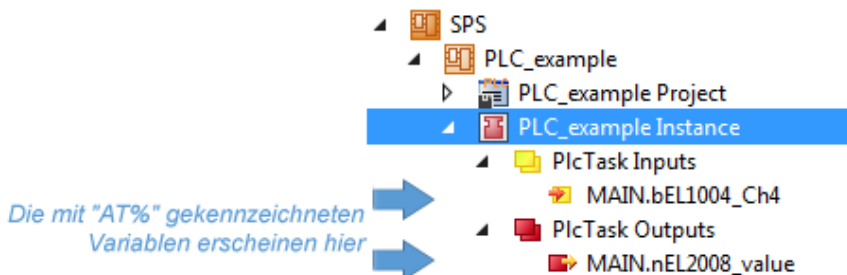 SPS
PLC_example
PLC_example Project
PLC_example Instance
PlcTask Inputs
MAIN.bEL1004_Ch4
PlcTask Outputs
MAIN.nEL2008_value
Die mit "AT%" gekennzeichneten
Variablen erscheinen hier